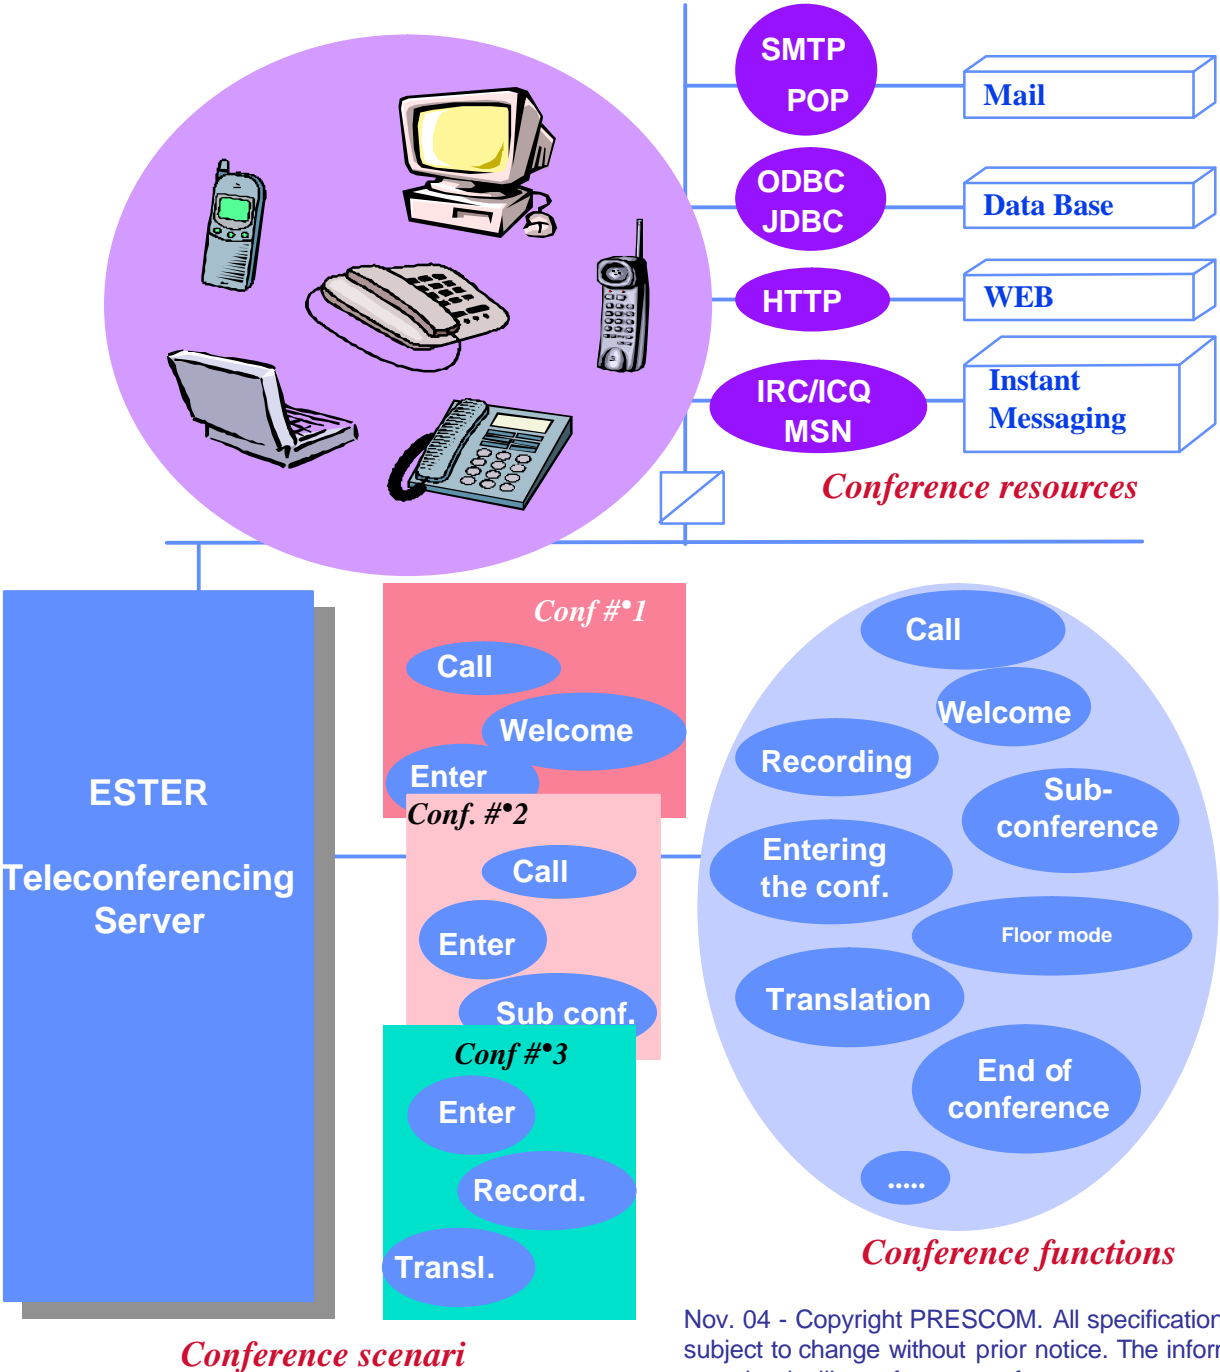 SMTP
POP
Mail
ODBC
JDBC
Data Base
HTTP
WEB
IRC/ICQ
MSN
Instant
Messaging
Conference resources
ESTER
Teleconferencing
Server
Conf #•1
Call
Welcome
Enter
Conf. #•2
Call
Enter
Sub conf.
Conf #•3
Enter
Record.
Transl.
Conference scenari
Call
Welcome
Recording
Sub-
conference
Entering
the conf.
Floor mode
Translation
End of
conference
.....
Conference functions
Nov. 04 - Copyright PRESCOM. All specification
subject to change without prior notice. The infor